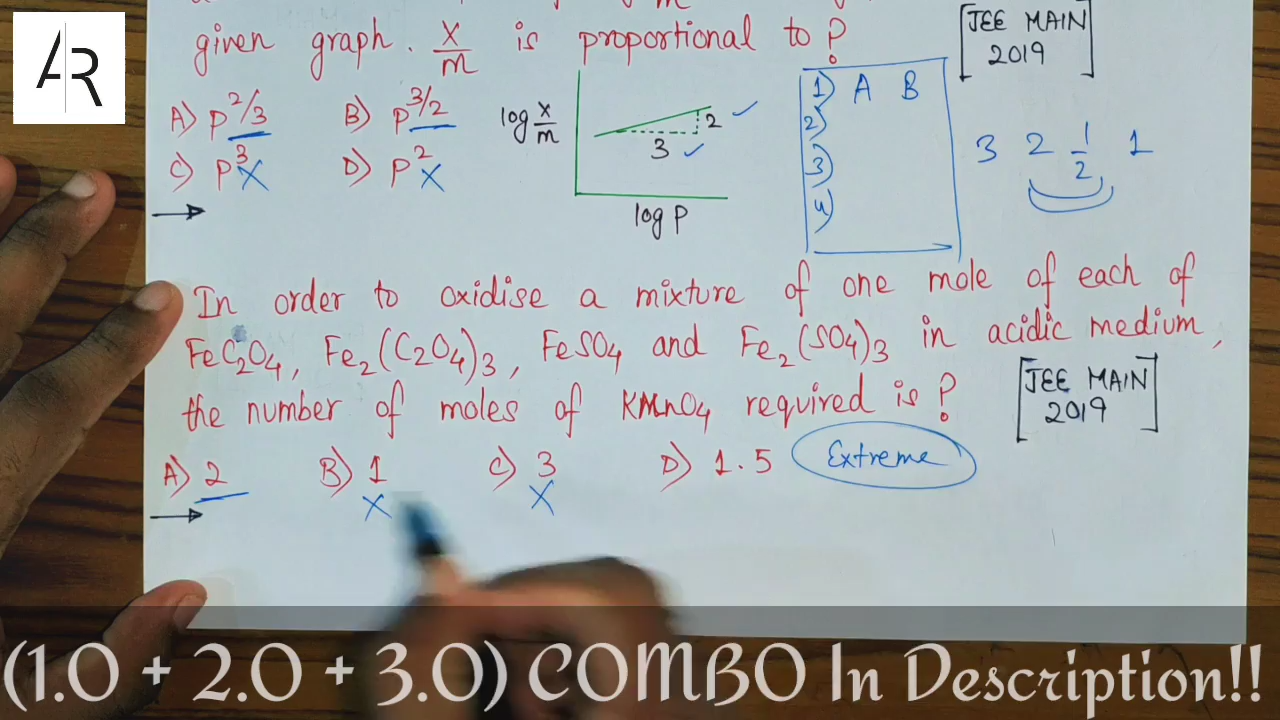 AR
given graph. x/m is proportional to ?
[JEE MAIN 2019]
A) P^2/3 B) P^3/2
C) P^3 X D) P^2 X
log x/m
2
3
log P
1) A B
2)
3)
4)
3 2 1/2 1
In order to oxidise a mixture of one mole of each of
FeC2O4, Fe2(C2O4)3, FeSO4 and Fe2(SO4)3 in acidic medium,
the number of moles of KMnO4 required is ?
[JEE MAIN 2019]
A) 2 B) 1 C) 3 D) 1.5 Extreme
X X
(1.0 + 2.0 + 3.0) COMBO In Description!!